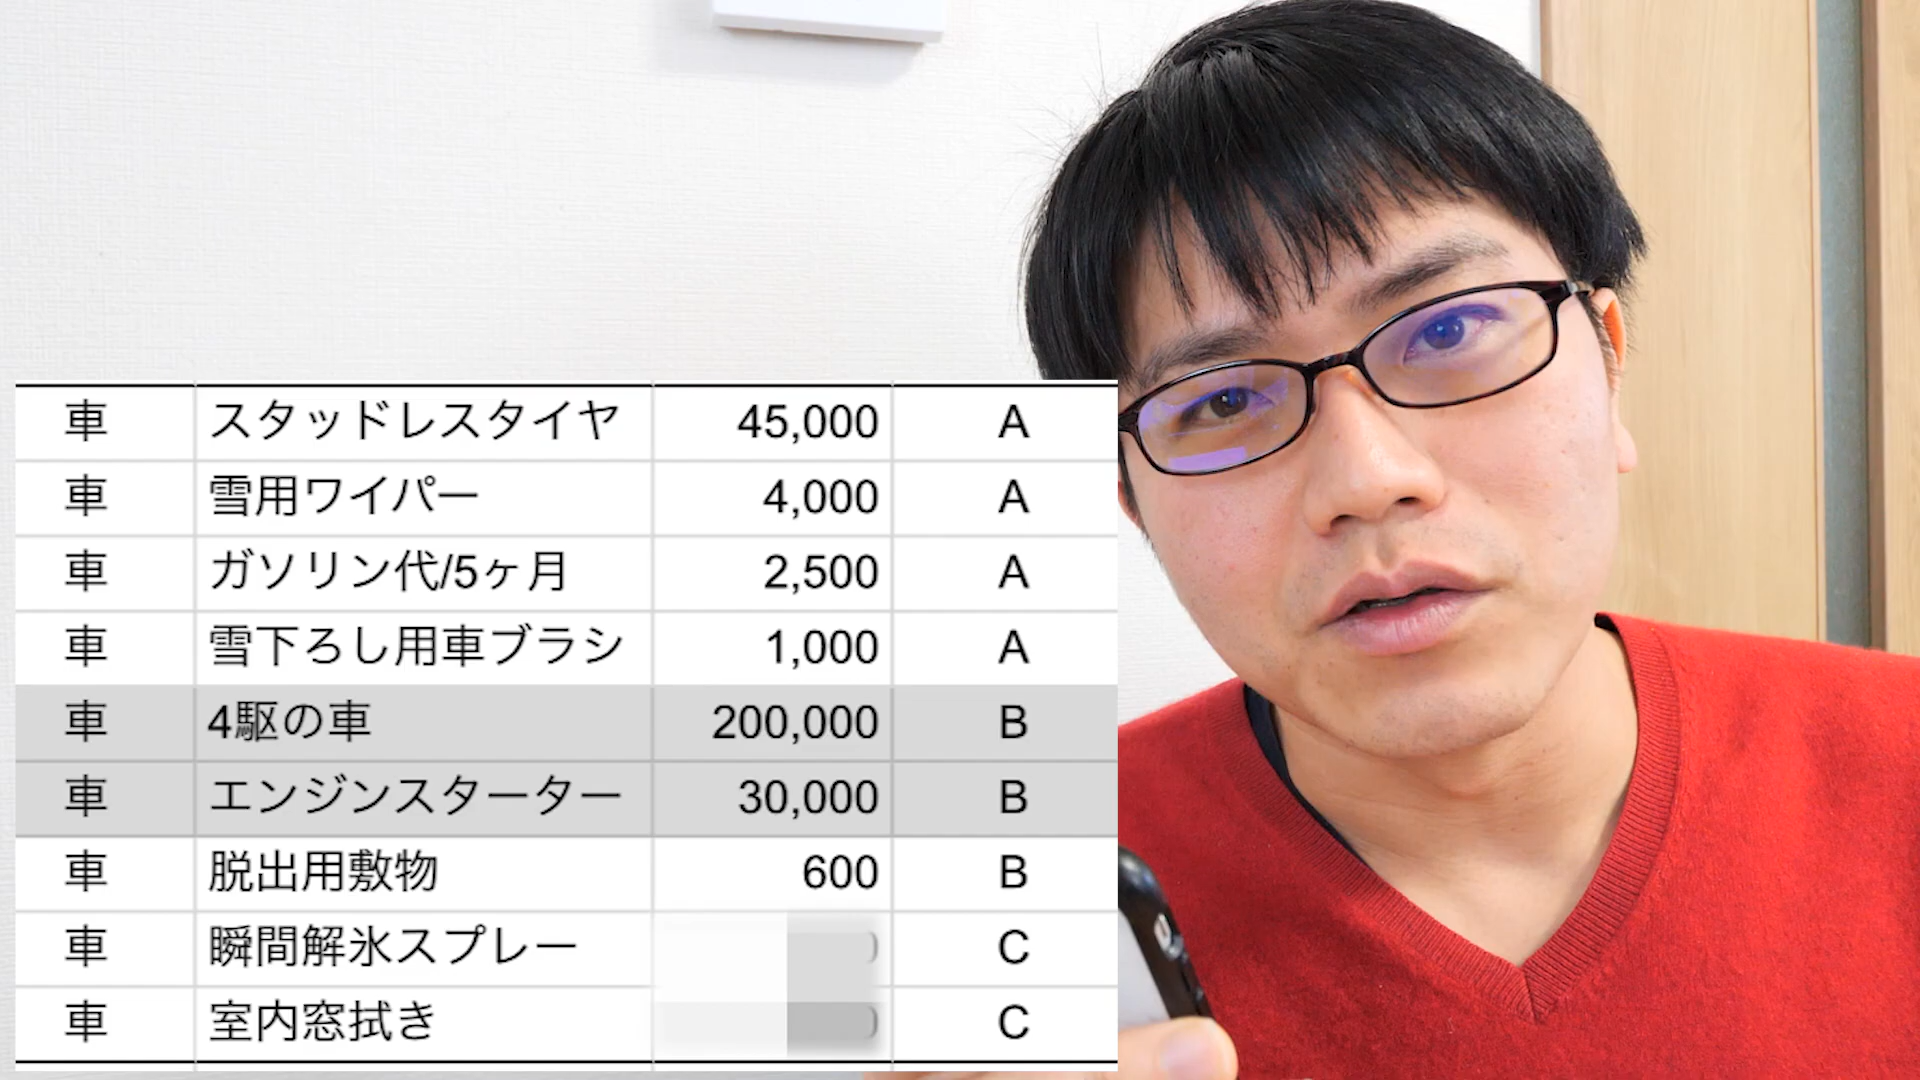 車 スタッドレスタイヤ 45,000 A
車 雪用ワイパー 4,000 A
車 ガソリン代/5ヶ月 2,500 A
車 雪下ろし用車ブラシ 1,000 A
車 4駆の車 200,000 B
車 エンジンスターター 30,000 B
車 脱出用敷物 600 B
車 瞬間解氷スプレー C
車 室内窓拭き C